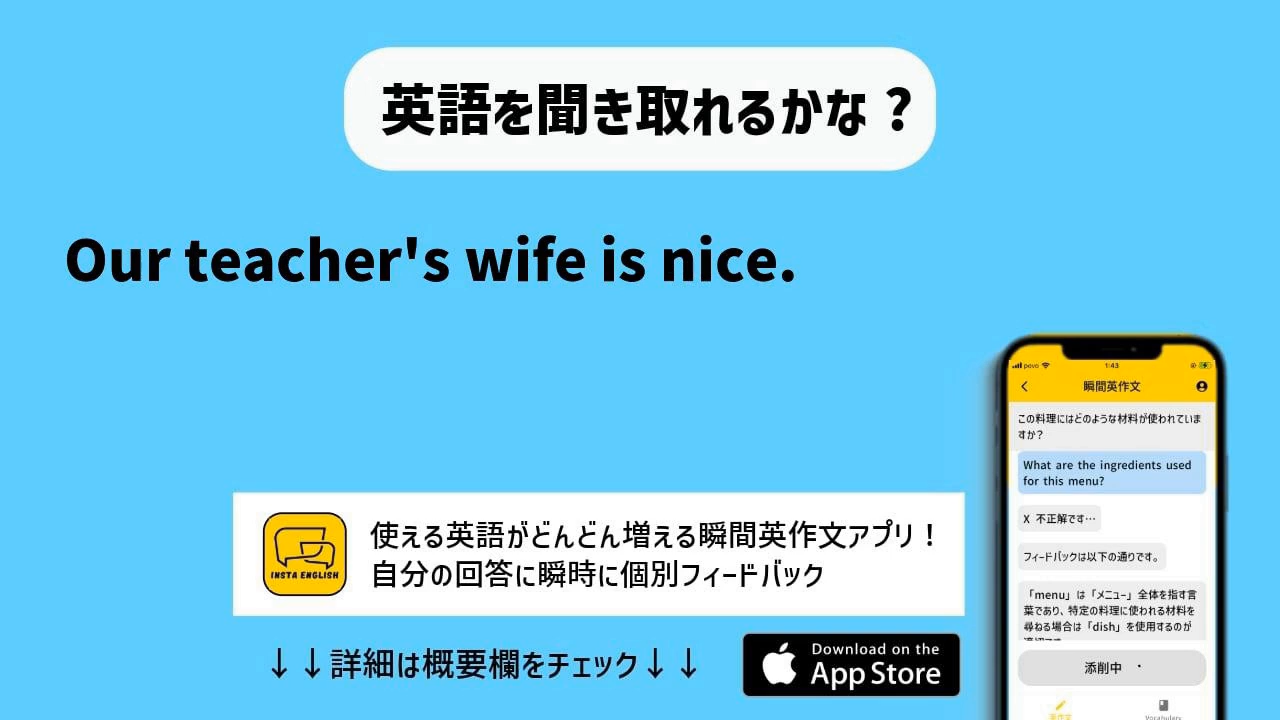 英語を聞き取れるかな？
Our teacher's wife is nice.
povo
1:43
瞬間英作文
この料理にはどのような材料が使われていま
すか？
What are the ingredients used
for this menu?
X 不正解です…
フィードバックは以下の通りです。
「menu」は「メニュー」全体を指す言
葉であり、特定の料理に使われる材料を
尋ねる場合は「dish」を使用するのが
添削中
英作文
Vocabulary
INSTA ENGLISH
使える英語がどんどん増える瞬間英作文アプリ！
自分の回答に瞬時に個別フィードバック
↓↓詳細は概要欄をチェック↓↓
Download on the
App Store